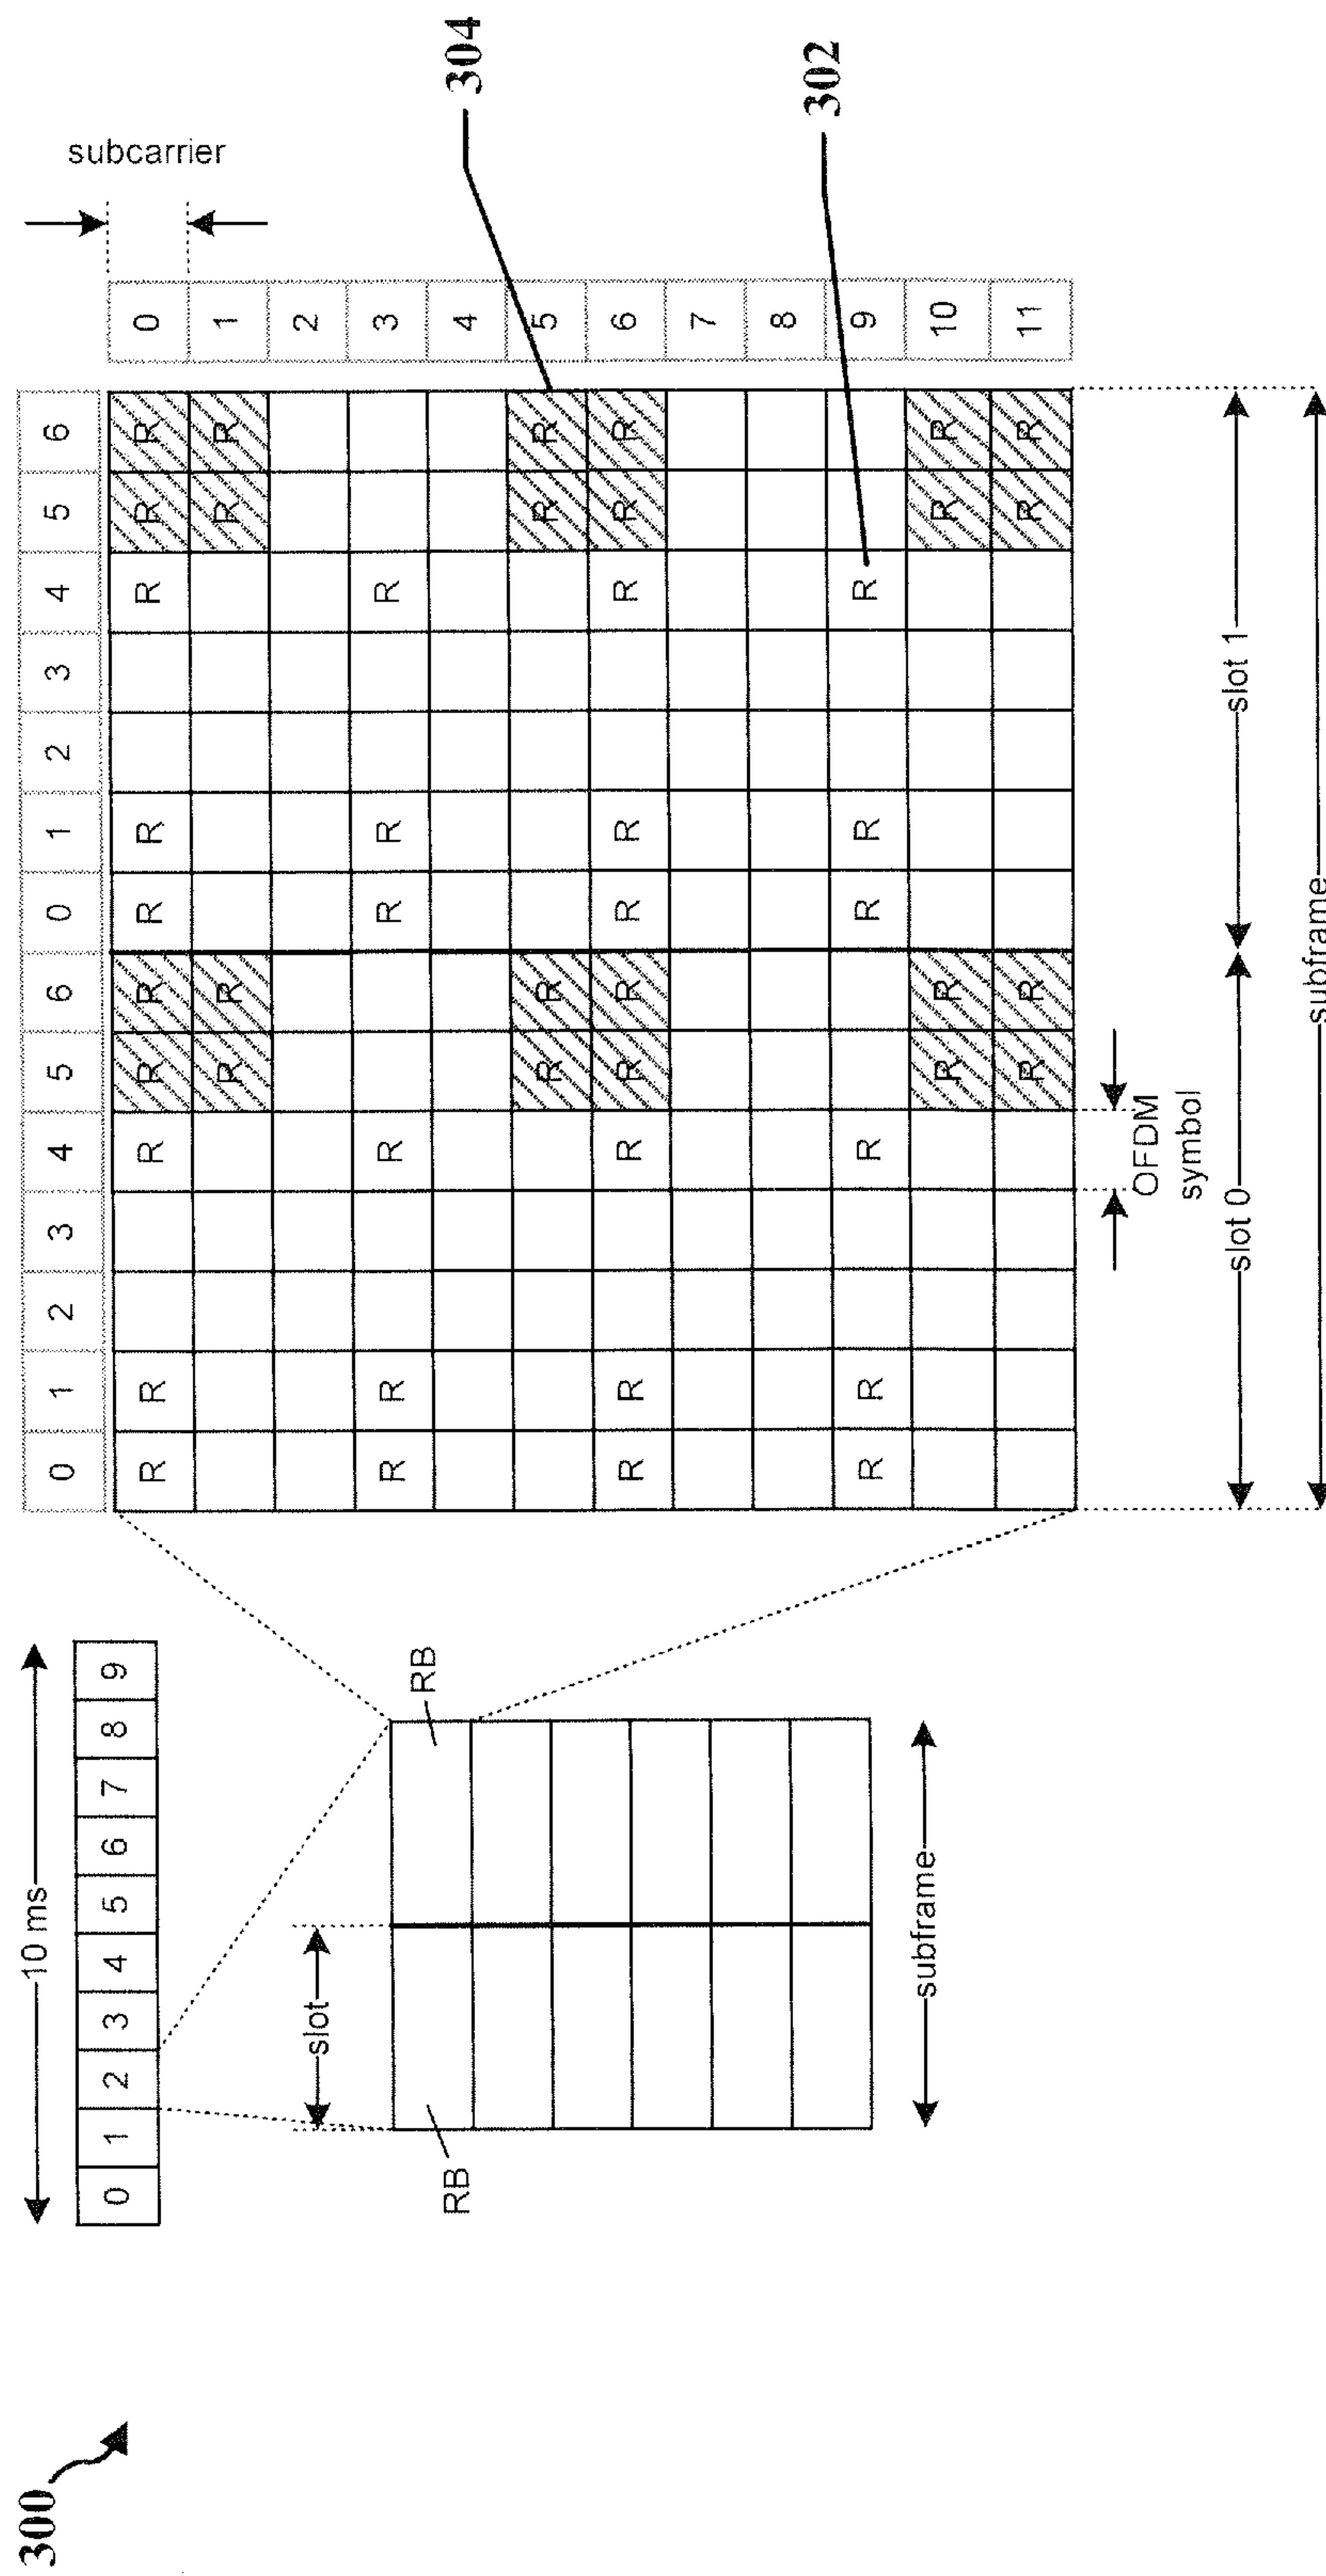 300
10 ms
0 1 2 3 4 5 6 7 8 9
slot
RB
RB
subframe
0 1 2 3 4 5 6 0 1 2 3 4 5 6
subcarrier
R R R R R R R R R R 0
R R R R 1
2
R R R R R R 3
4
R R R R 5
R R R R R R R R R R 6
7
8
R R R R R R 9
R R R R 10
R R R R 11
304
302
OFDM
symbol
slot 0
slot 1
subframe